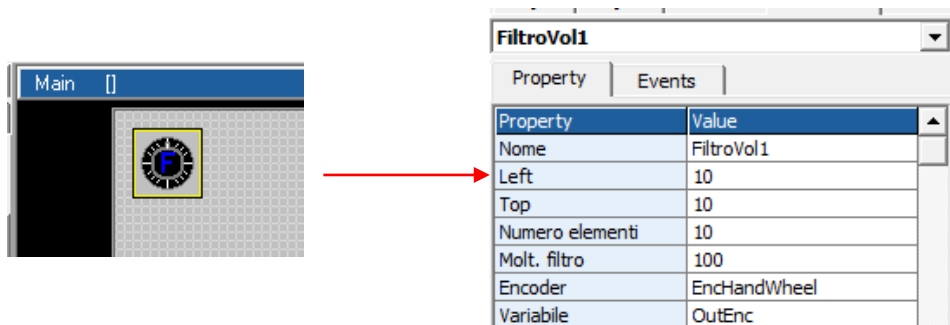 Main []
F
FiltroVol1
Property Events
Property Value
Nome FiltroVol1
Left 10
Top 10
Numero elementi 10
Molt. filtro 100
Encoder EncHandWheel
Variabile OutEnc